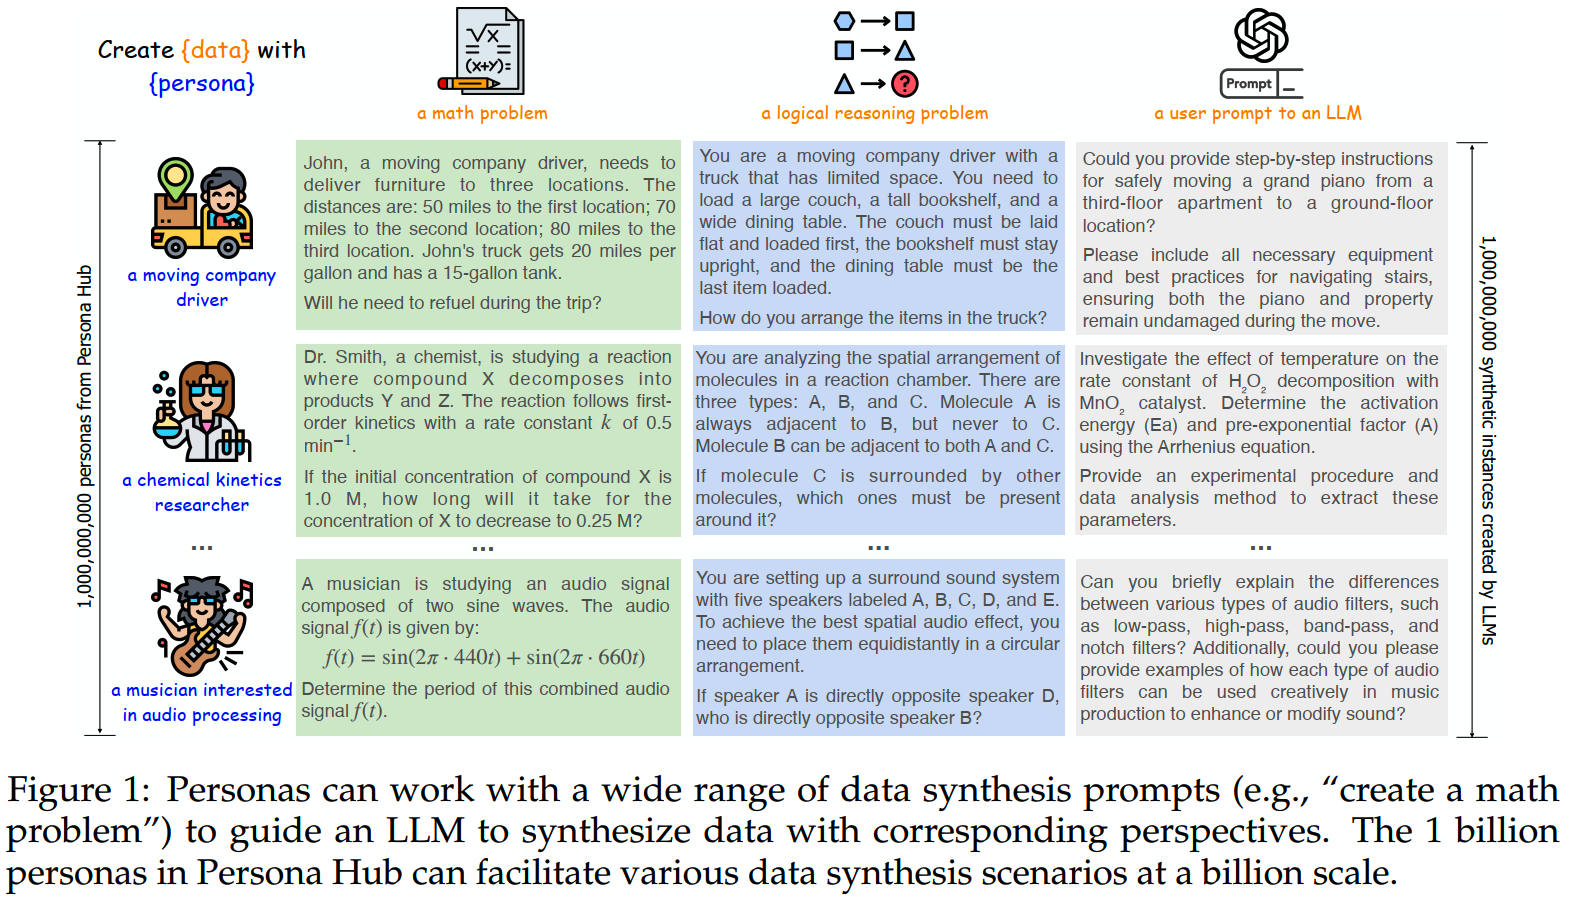 Create {data} with
{persona}
√x
(x+y)=
a math problem
?
a logical reasoning problem
Prompt
a user prompt to an LLM
1,000,000,000 personas from Persona Hub
a moving company
driver
John, a moving company driver, needs to
deliver furniture to three locations. The
distances are: 50 miles to the first location; 70
miles to the second location; 80 miles to the
third location. John's truck gets 20 miles per
gallon and has a 15-gallon tank.
Will he need to refuel during the trip?
You are a moving company driver with a
truck that has limited space. You need to
load a large couch, a tall bookshelf, and a
wide dining table. The couch must be laid
flat and loaded first, the bookshelf must stay
upright, and the dining table must be the
last item loaded.
How do you arrange the items in the truck?
Could you provide step-by-step instructions
for safely moving a grand piano from a
third-floor apartment to a ground-floor
location?
Please include all necessary equipment
and best practices for navigating stairs,
ensuring both the piano and property
remain undamaged during the move.
a chemical kinetics
researcher
Dr. Smith, a chemist, is studying a reaction
where compound X decomposes into
products Y and Z. The reaction follows first-
order kinetics with a rate constant k of 0.5
min⁻¹.
If the initial concentration of compound X is
1.0 M, how long will it take for the
concentration of X to decrease to 0.25 M?
You are analyzing the spatial arrangement of
molecules in a reaction chamber. There are
three types: A, B, and C. Molecule A is
always adjacent to B, but never to C.
Molecule B can be adjacent to both A and C.
If molecule C is surrounded by other
molecules, which ones must be present
around it?
Investigate the effect of temperature on the
rate constant of H₂O₂ decomposition with
MnO₂ catalyst. Determine the activation
energy (Ea) and pre-exponential factor (A)
using the Arrhenius equation.
Provide an experimental procedure and
data analysis method to extract these
parameters.
...
...
...
...
a musician interested
in audio processing
A musician is studying an audio signal
composed of two sine waves. The audio
signal f(t) is given by:
f(t) = sin(2π · 440t) + sin(2π · 660t)
Determine the period of this combined audio
signal f(t).
You are setting up a surround sound system
with five speakers labeled A, B, C, D, and E.
To achieve the best spatial audio effect, you
need to place them equidistantly in a circular
arrangement.
If speaker A is directly opposite speaker D,
who is directly opposite speaker B?
Can you briefly explain the differences
between various types of audio filters, such
as low-pass, high-pass, band-pass, and
notch filters? Additionally, could you please
provide examples of how each type of audio
filters can be used creatively in music
production to enhance or modify sound?
1,000,000,000 synthetic instances created by LLMs
Figure 1: Personas can work with a wide range of data synthesis prompts (e.g., “create a math
problem”) to guide an LLM to synthesize data with corresponding perspectives. The 1 billion
personas in Persona Hub can facilitate various data synthesis scenarios at a billion scale.